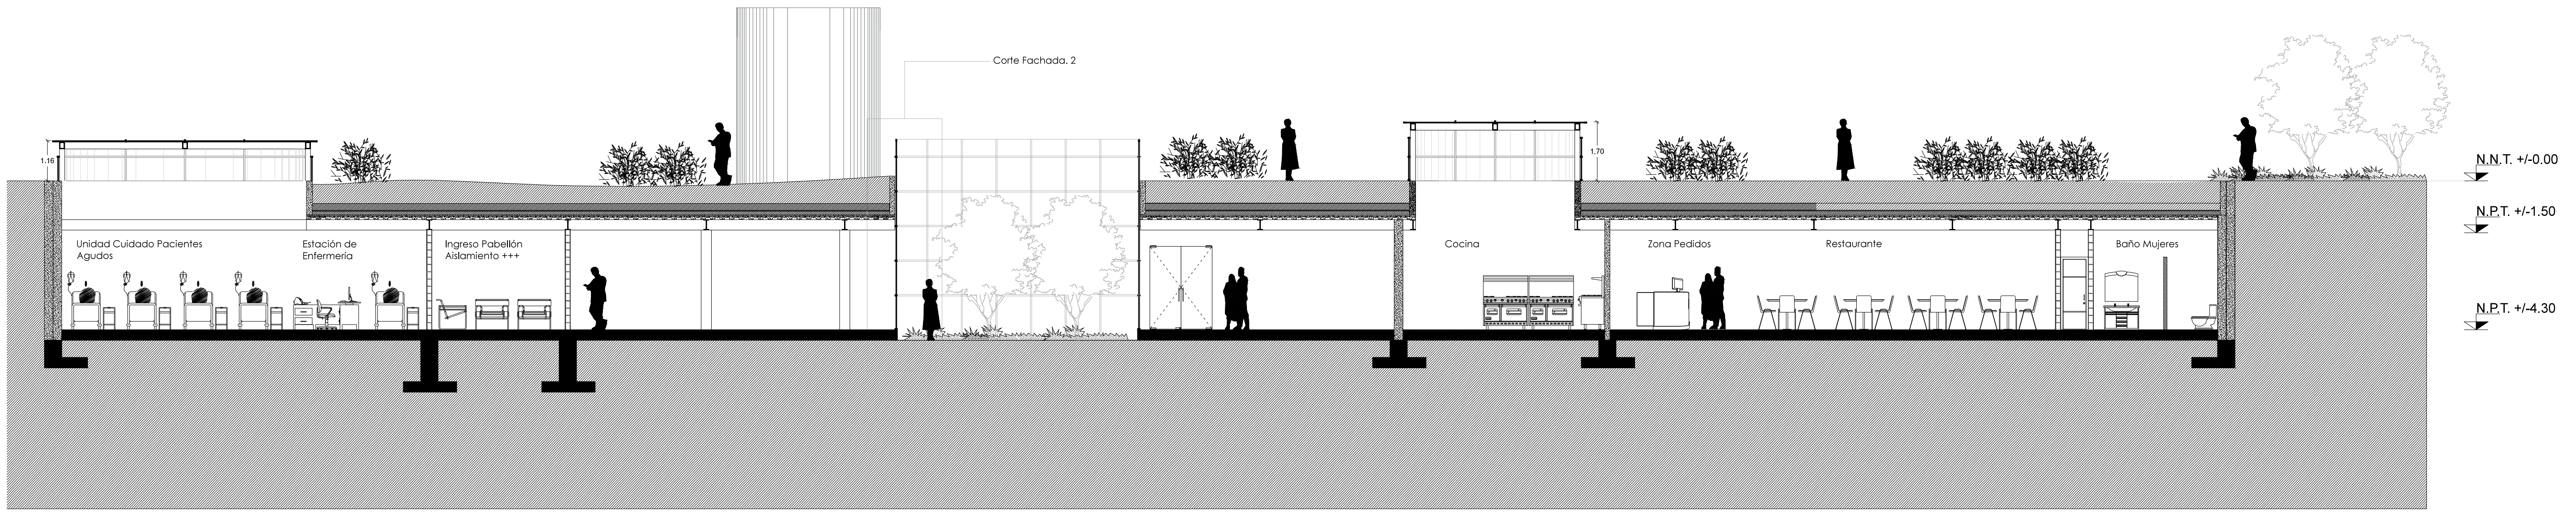 Corte Fachada. 2
1.16
1.70
N.N.T. +/-0.00
N.P.T. +/-1.50
Unidad Cuidado Pacientes
Agudos
Estación de
Enfermería
Ingreso Pabellón
Aislamiento +++
Cocina
Zona Pedidos
Restaurante
Baño Mujeres
N.P.T. +/-4.30